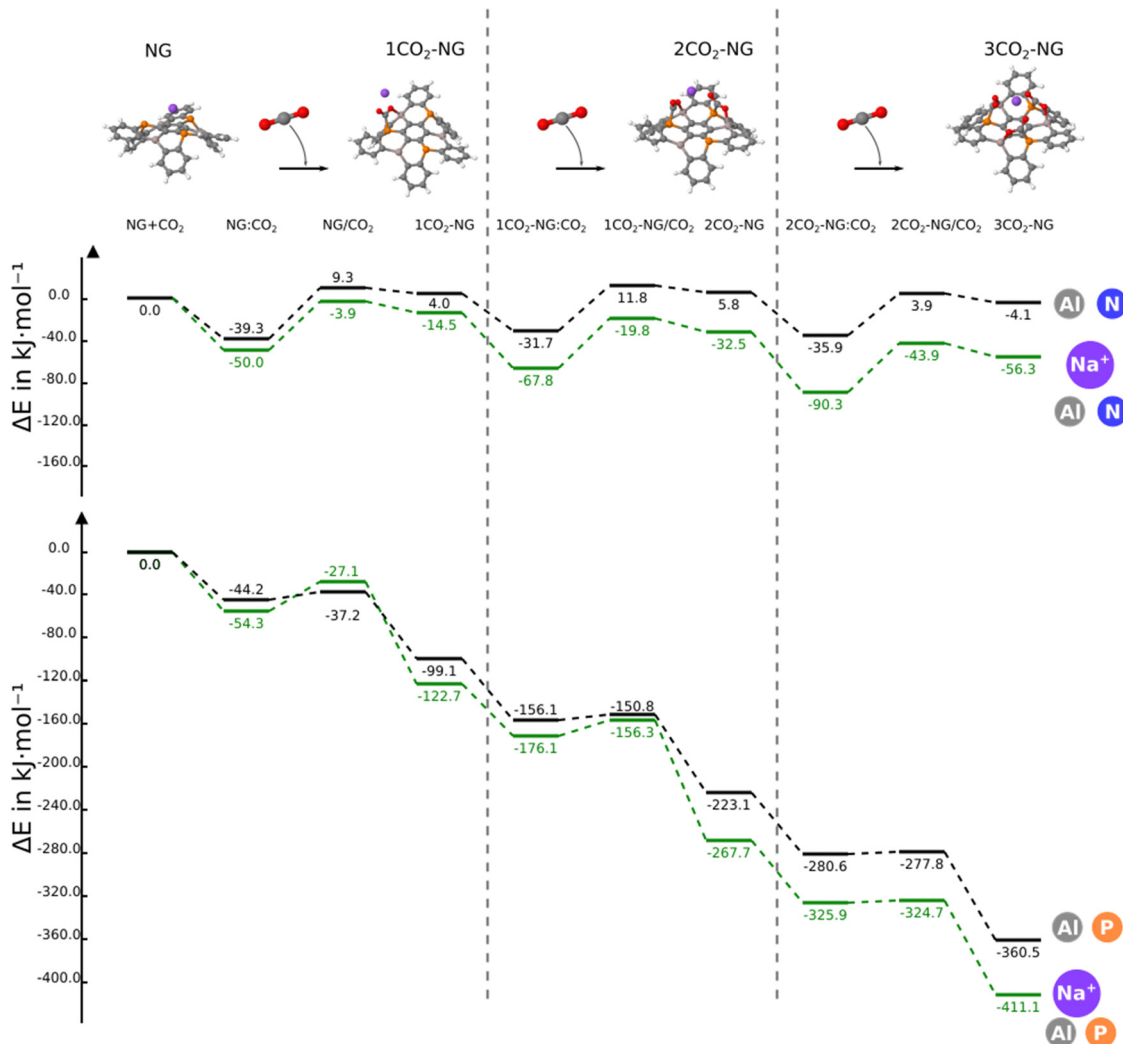 NG
1CO₂-NG
2CO₂-NG
3CO₂-NG
NG+CO₂
NG:CO₂
NG/CO₂
1CO₂-NG
1CO₂-NG:CO₂
1CO₂-NG/CO₂
2CO₂-NG
2CO₂-NG:CO₂
2CO₂-NG/CO₂
3CO₂-NG
ΔE in kJ·mol⁻¹
0.0
-40.0
-80.0
-120.0
-160.0
0.0
-39.3
9.3
4.0
-31.7
11.8
5.8
-35.9
3.9
-4.1
-50.0
-3.9
-14.5
-67.8
-19.8
-32.5
-90.3
-43.9
-56.3
Al N
Na⁺
Al N
ΔE in kJ·mol⁻¹
0.0
-40.0
-80.0
-120.0
-160.0
-200.0
-240.0
-280.0
-320.0
-360.0
-400.0
0.0
-44.2
-37.2
-99.1
-156.1
-150.8
-223.1
-280.6
-277.8
-360.5
-54.3
-27.1
-122.7
-176.1
-156.3
-267.7
-325.9
-324.7
-411.1
Al P
Na⁺
Al P